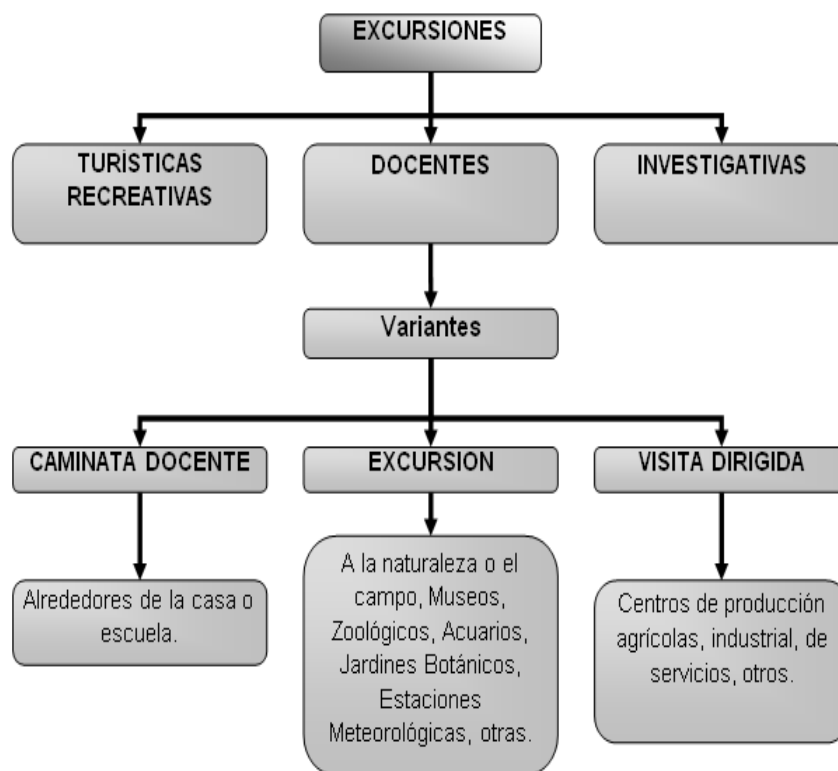 EXCURSIONES
TURÍSTICAS
RECREATIVAS
DOCENTES
INVESTIGATIVAS
Variantes
CAMINATA DOCENTE
EXCURSION
VISITA DIRIGIDA
Alrededores de la casa o
escuela.
A la naturaleza o el
campo, Museos,
Zoológicos, Acuarios,
Jardines Botánicos,
Estaciones
Meteorológicas, otras.
Centros de producción
agrícolas, industrial, de
servicios, otros.